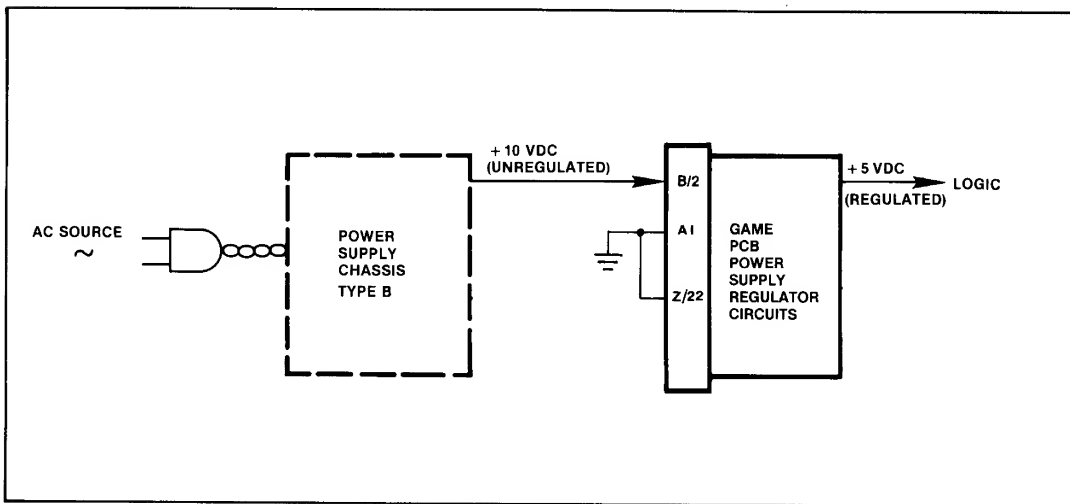 + 10 VDC
(UNREGULATED)
+ 5 VDC
(REGULATED)
LOGIC
AC SOURCE
~
POWER
SUPPLY
CHASSIS
TYPE B
B/2
A1
Z/22
GAME
PCB
POWER
SUPPLY
REGULATOR
CIRCUITS